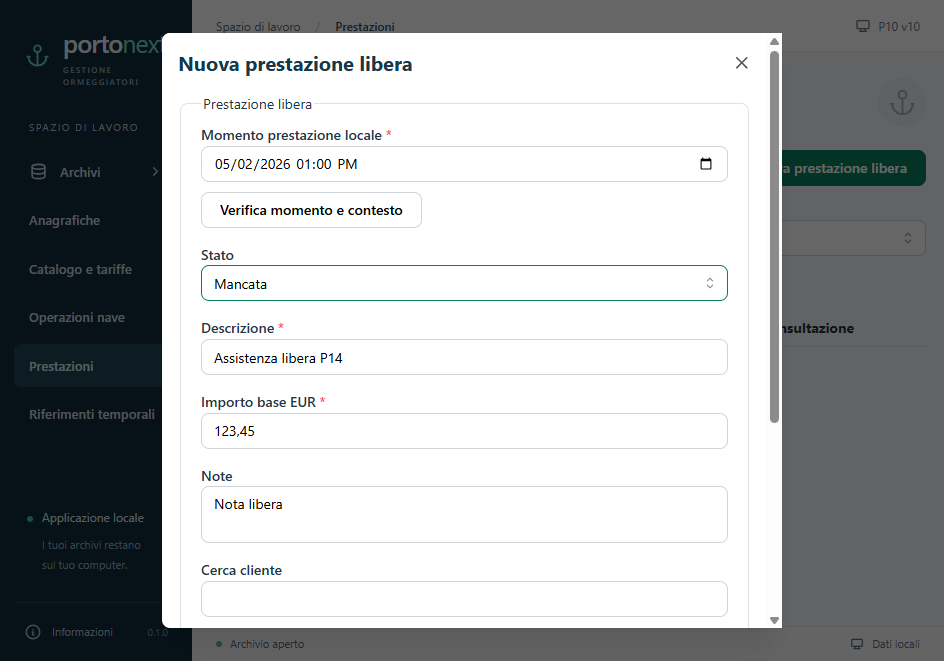 portonext
GESTIONE
ORMEGGIATORI
SPAZIO DI LAVORO
Archivi
Anagrafiche
Catalogo e tariffe
Operazioni nave
Prestazioni
Riferimenti temporali
Applicazione locale
I tuoi archivi restano
sul tuo computer.
Informazioni 0.1.0
Spazio di lavoro / Prestazioni
P10 v10
Nuova prestazione libera
Prestazione libera
Momento prestazione locale *
05/02/2026 01:00 PM
Verifica momento e contesto
Stato
Mancata
Descrizione *
Assistenza libera P14
Importo base EUR *
123,45
Note
Nota libera
Cerca cliente
a prestazione libera
nsultazione
Archivio aperto
Dati locali